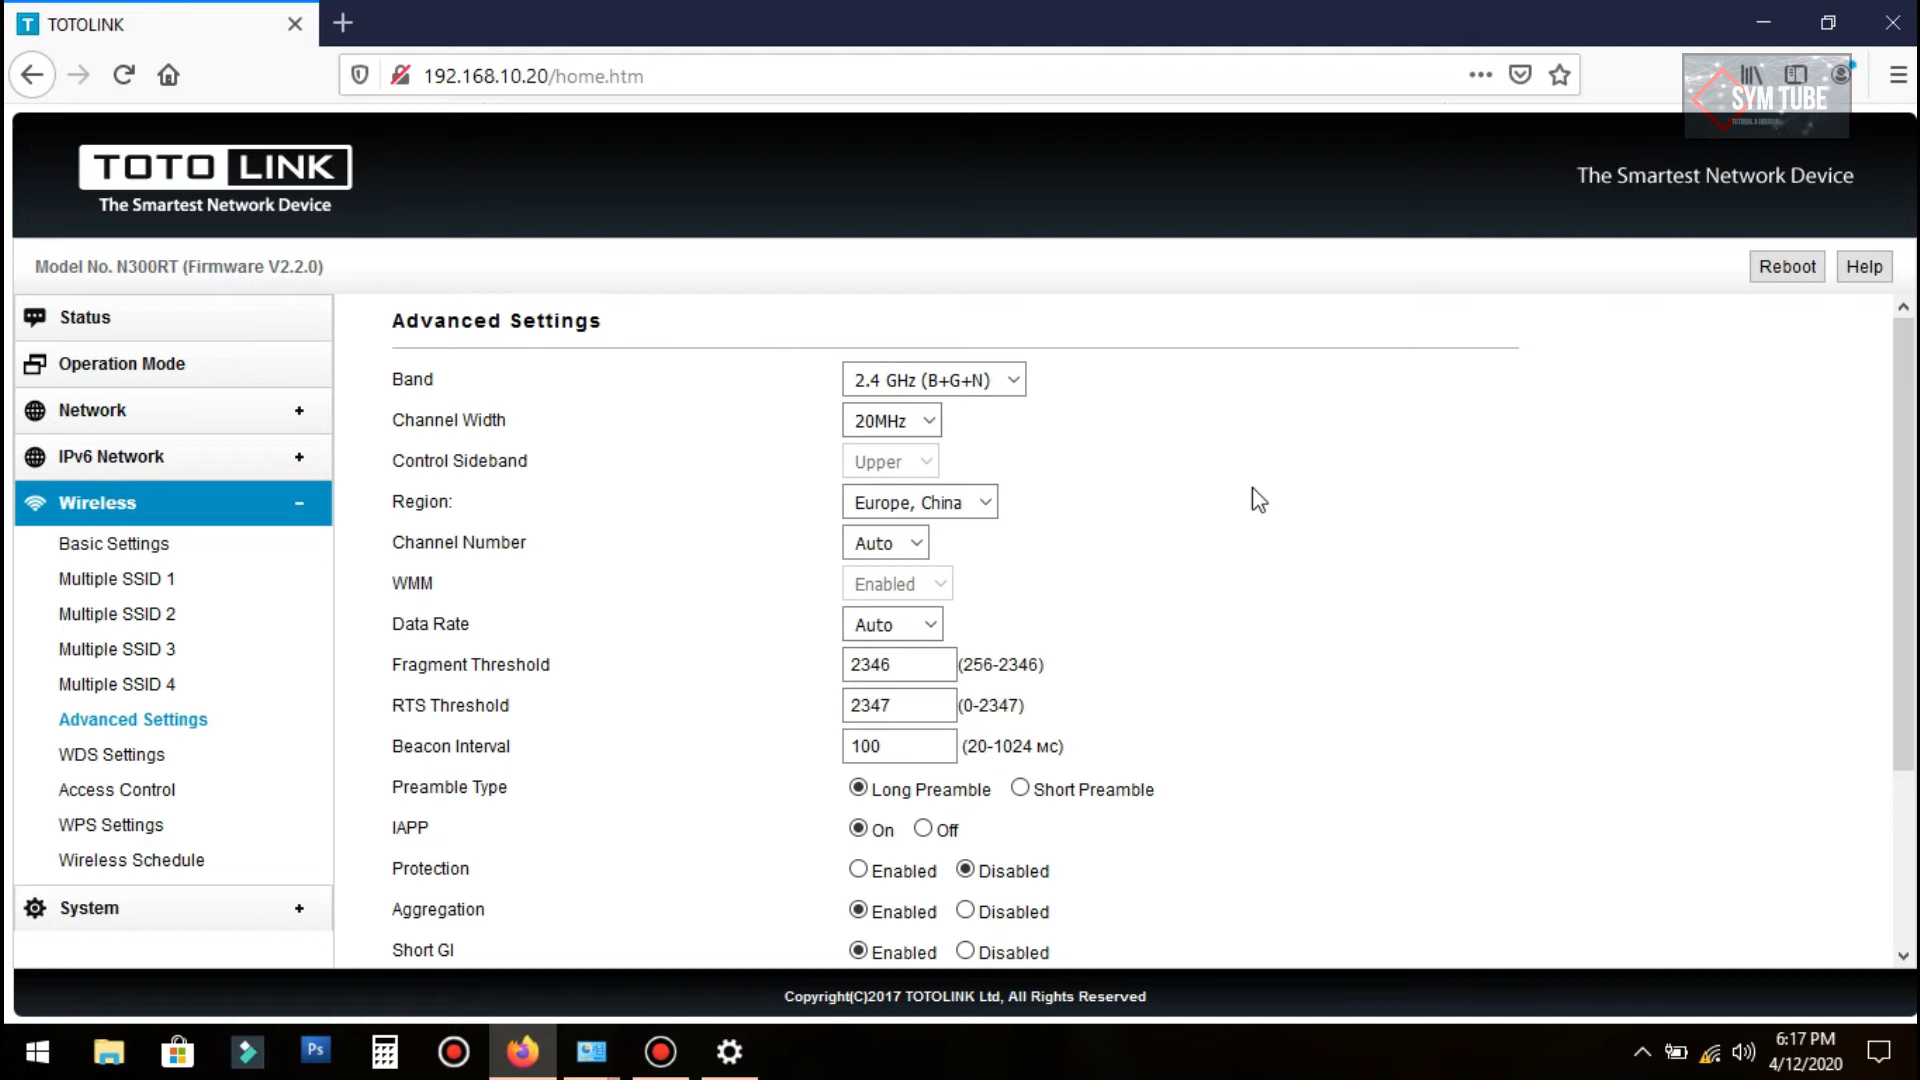 TOTOLINK
192.168.10.20/home.htm
SYM TUBE
TOTO LINK
The Smartest Network Device
The Smartest Network Device
Model No. N300RT (Firmware V2.2.0)
Reboot
Help
Status
Operation Mode
Network +
IPv6 Network +
Wireless -
Basic Settings
Multiple SSID 1
Multiple SSID 2
Multiple SSID 3
Multiple SSID 4
Advanced Settings
WDS Settings
Access Control
WPS Settings
Wireless Schedule
System +
Advanced Settings
Band 2.4 GHz (B+G+N)
Channel Width 20MHz
Control Sideband Upper
Region: Europe, China
Channel Number Auto
WMM Enabled
Data Rate Auto
Fragment Threshold 2346 (256-2346)
RTS Threshold 2347 (0-2347)
Beacon Interval 100 (20-1024 мс)
Preamble Type Long Preamble Short Preamble
IAPP On Off
Protection Enabled Disabled
Aggregation Enabled Disabled
Short GI Enabled Disabled
Copyright(C)2017 TOTOLINK Ltd, All Rights Reserved
Ps
6:17 PM
4/12/2020